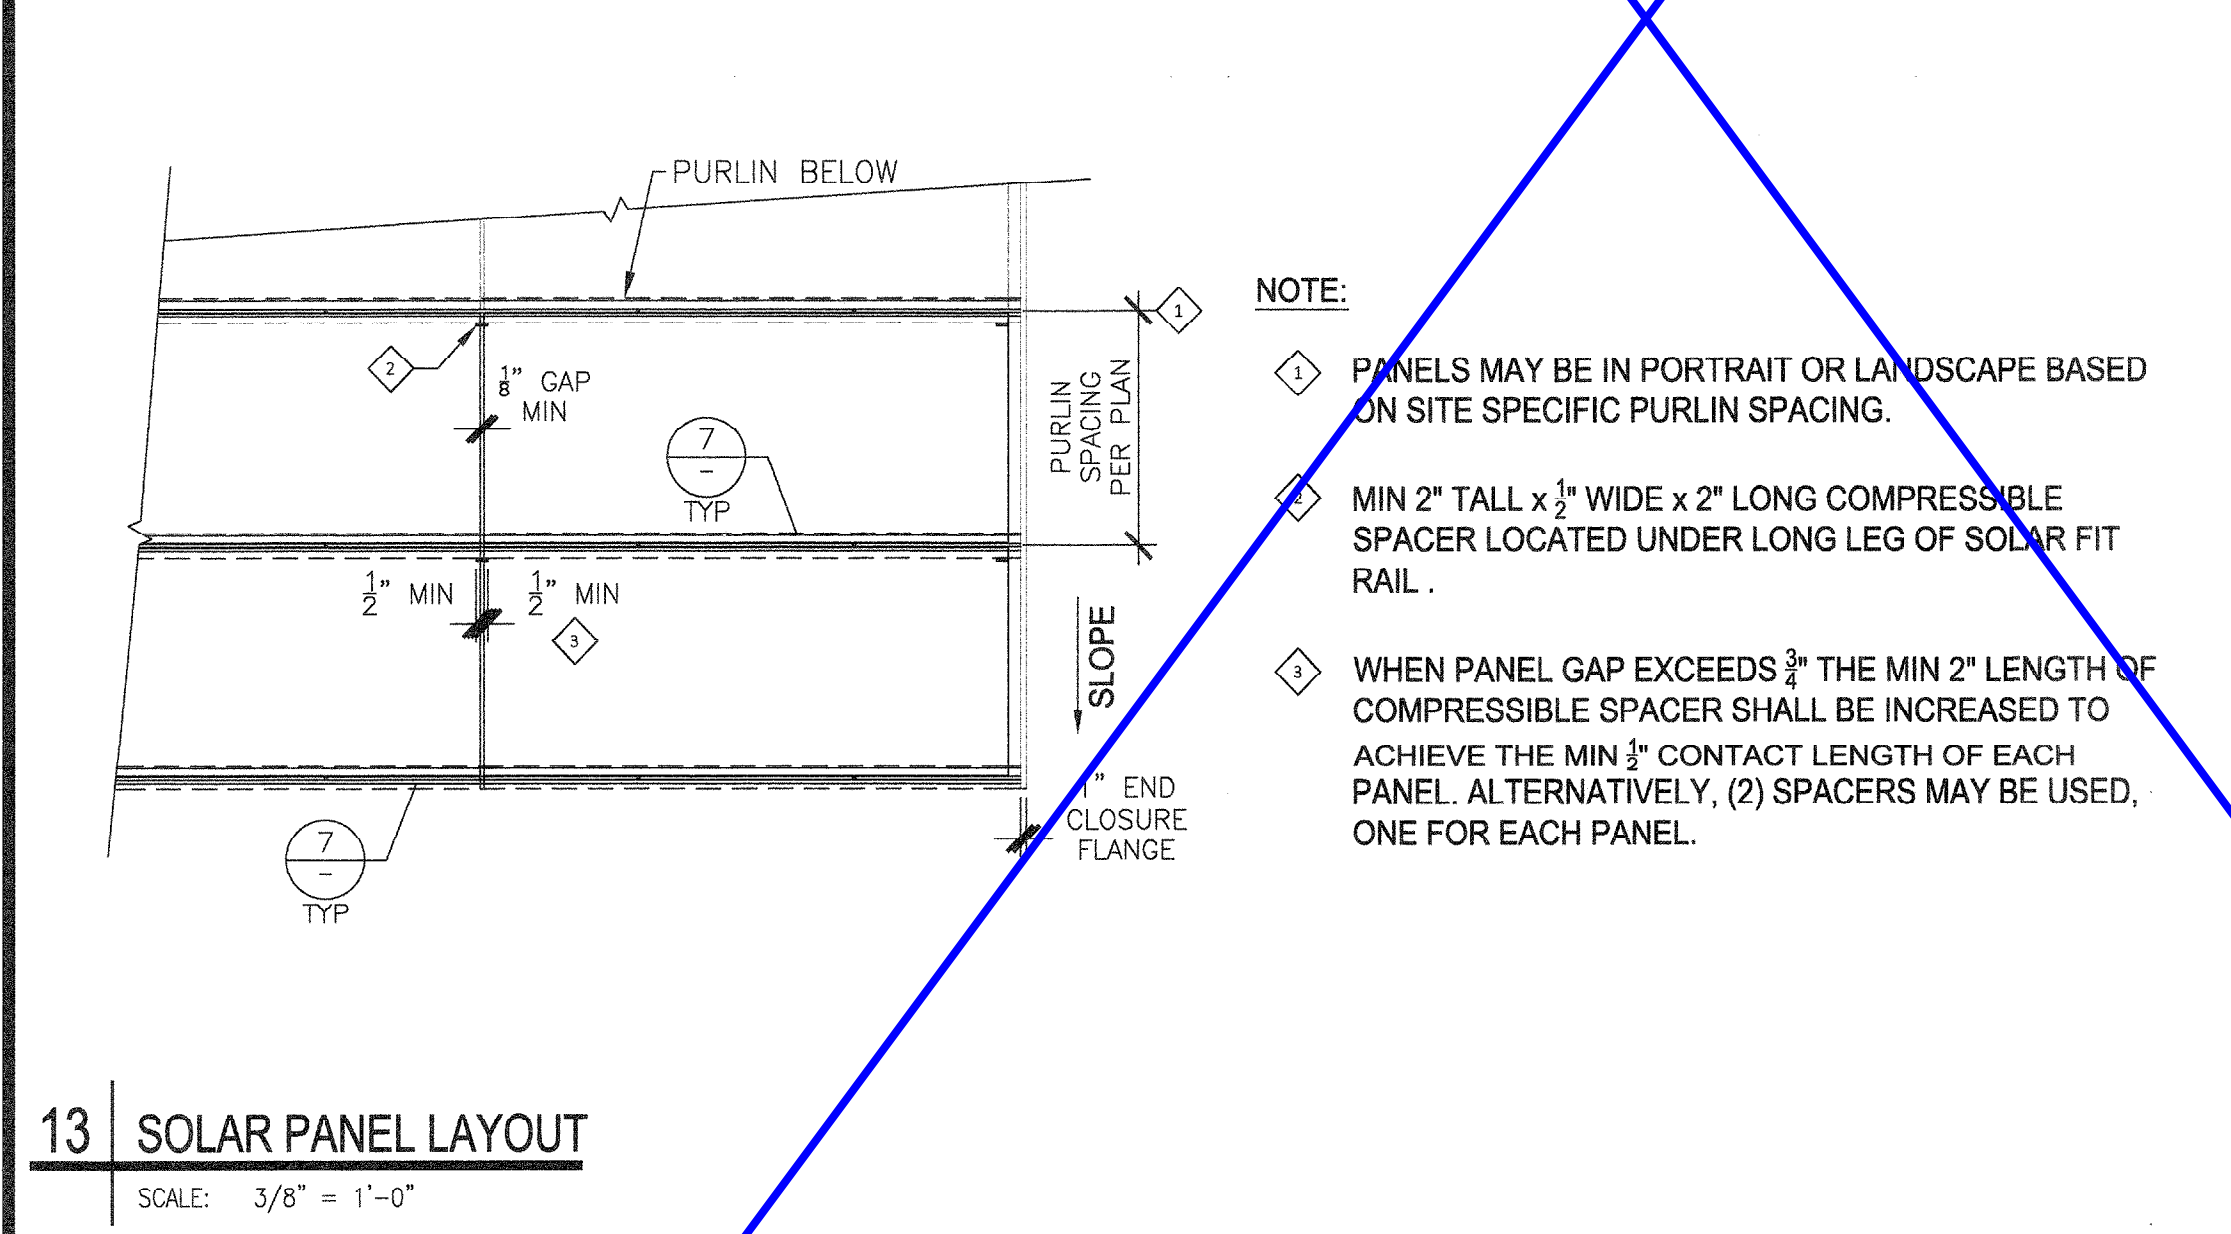 PURLIN BELOW
1
2
1/8" GAP
MIN
7
–
TYP
PURLIN
SPACING
PER PLAN
1/2" MIN
1/2" MIN
3
SLOPE
1" END
CLOSURE
FLANGE
7
–
TYP
NOTE:
1 PANELS MAY BE IN PORTRAIT OR LANDSCAPE BASED
ON SITE SPECIFIC PURLIN SPACING.
2 MIN 2" TALL x 1/2" WIDE x 2" LONG COMPRESSIBLE
SPACER LOCATED UNDER LONG LEG OF SOLAR FIT
RAIL .
3 WHEN PANEL GAP EXCEEDS 3/4" THE MIN 2" LENGTH OF
COMPRESSIBLE SPACER SHALL BE INCREASED TO
ACHIEVE THE MIN 1/2" CONTACT LENGTH OF EACH
PANEL. ALTERNATIVELY, (2) SPACERS MAY BE USED,
ONE FOR EACH PANEL.
13 SOLAR PANEL LAYOUT
SCALE: 3/8" = 1'-0"